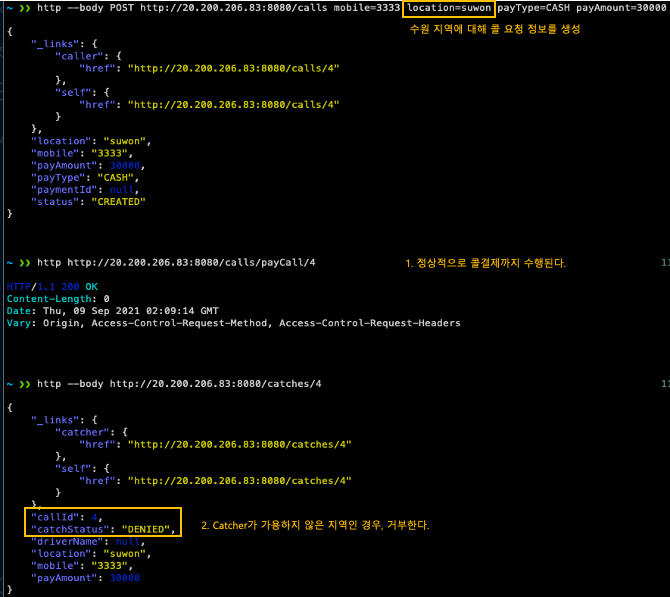 ~ ❯❯ http --body POST http://20.200.206.83:8080/calls mobile=3333 location=suwon payType=CASH payAmount=30000
수원 지역에 대해 콜 요청 정보를 생성
{
"_links": {
"caller": {
"href": "http://20.200.206.83:8080/calls/4"
},
"self": {
"href": "http://20.200.206.83:8080/calls/4"
}
},
"location": "suwon",
"mobile": "3333",
"payAmount": 30000,
"payType": "CASH",
"paymentId": null,
"status": "CREATED"
}
~ ❯❯ http http://20.200.206.83:8080/calls/payCall/4 1. 정상적으로 콜결제까지 수행된다. 11
HTTP/1.1 200 OK
Content-Length: 0
Date: Thu, 09 Sep 2021 02:09:14 GMT
Vary: Origin, Access-Control-Request-Method, Access-Control-Request-Headers
~ ❯❯ http --body http://20.200.206.83:8080/catches/4 11
{
"_links": {
"catcher": {
"href": "http://20.200.206.83:8080/catches/4"
},
"self": {
"href": "http://20.200.206.83:8080/catches/4"
}
},
"callId": 4,
"catchStatus": "DENIED", 2. Catcher가 가용하지 않은 지역인 경우, 거부한다.
"driverName": null,
"location": "suwon",
"mobile": "3333",
"payAmount": 30000
}